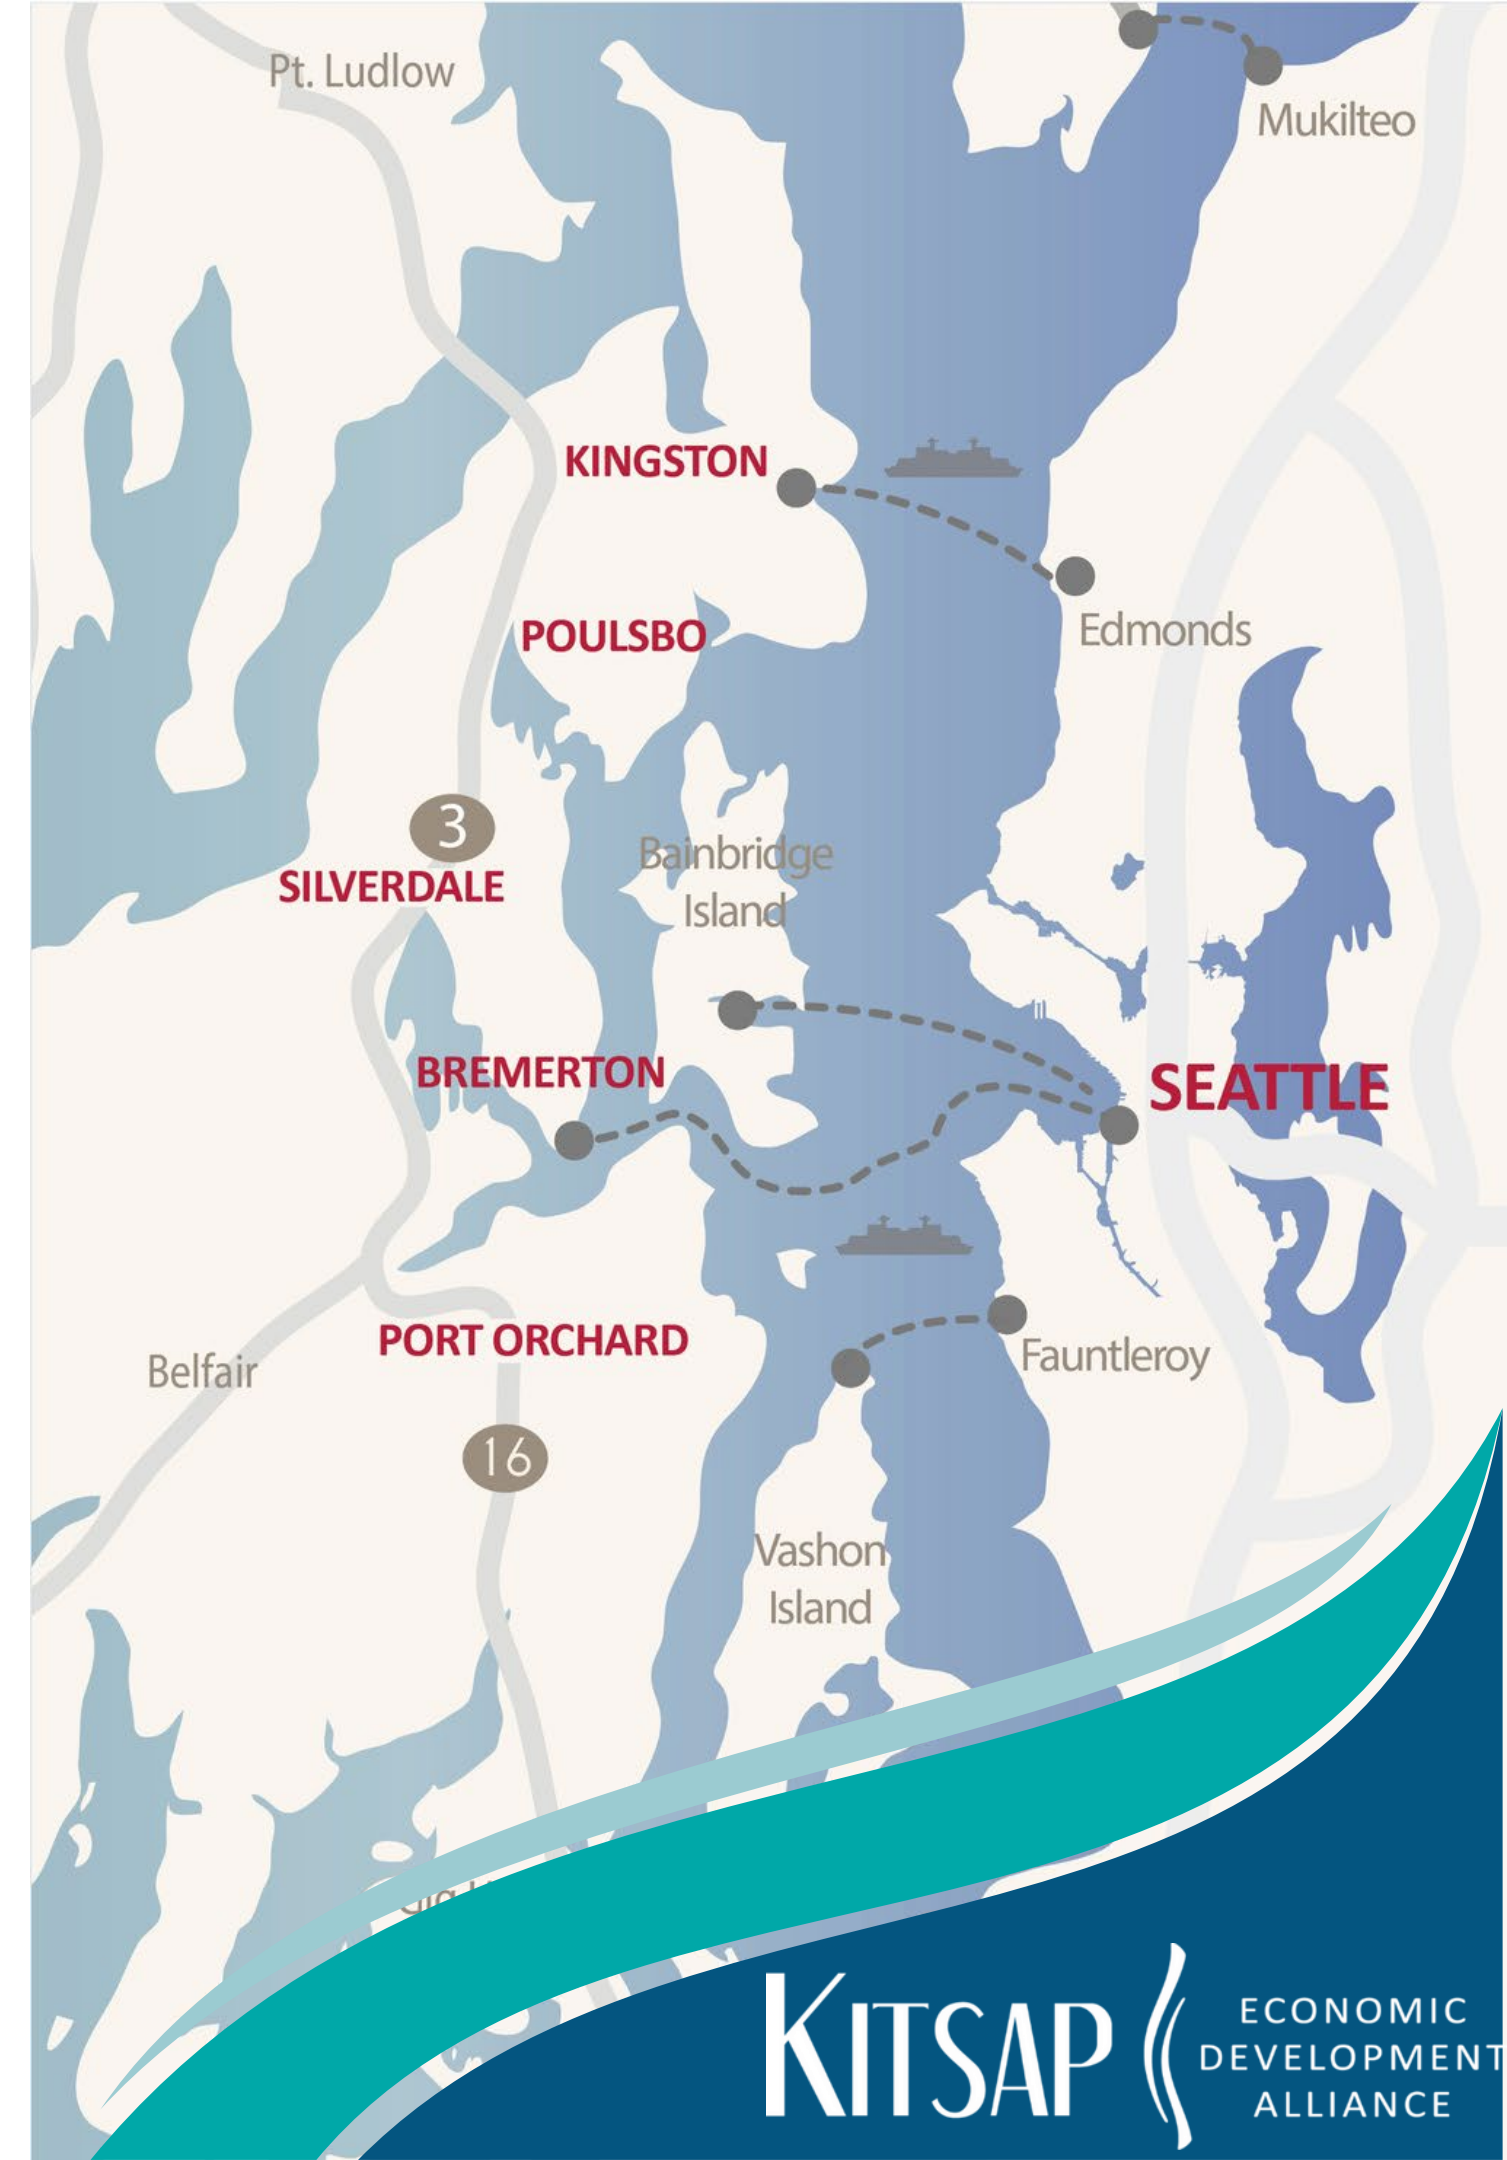 Pt. Ludlow
Mukilteo
KINGSTON
Edmonds
POULSBO
3
SILVERDALE
Bainbridge
Island
BREMERTON
SEATTLE
PORT ORCHARD
Fauntleroy
Belfair
16
Vashon
Island
KITSAP
ECONOMIC
DEVELOPMENT
ALLIANCE